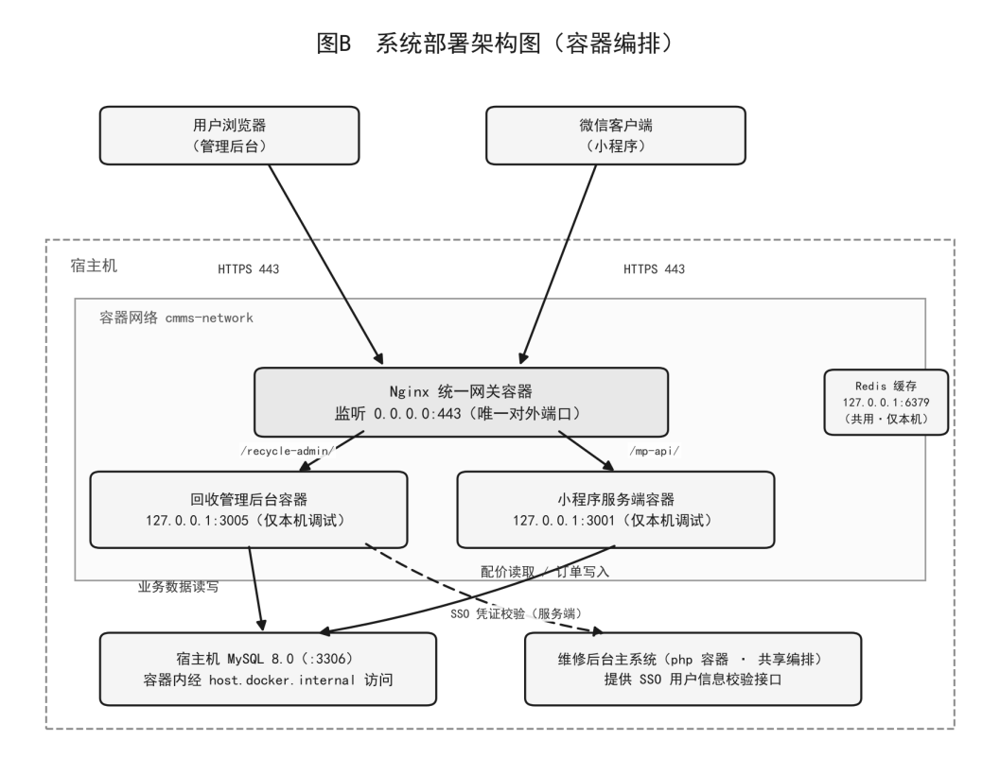 图B  系统部署架构图（容器编排）
用户浏览器
（管理后台）
微信客户端
（小程序）
宿主机
HTTPS 443
HTTPS 443
容器网络 cmms-network
Nginx 统一网关容器
监听 0.0.0.0:443（唯一对外端口）
Redis 缓存
127.0.0.1:6379
（共用·仅本机）
/recycle-admin/
/mp-api/
回收管理后台容器
127.0.0.1:3005（仅本机调试）
小程序服务端容器
127.0.0.1:3001（仅本机调试）
配价读取 / 订单写入
业务数据读写
SSO 凭证校验（服务端）
宿主机 MySQL 8.0（:3306）
容器内经 host.docker.internal 访问
维修后台主系统（php 容器 · 共享编排）
提供 SSO 用户信息校验接口